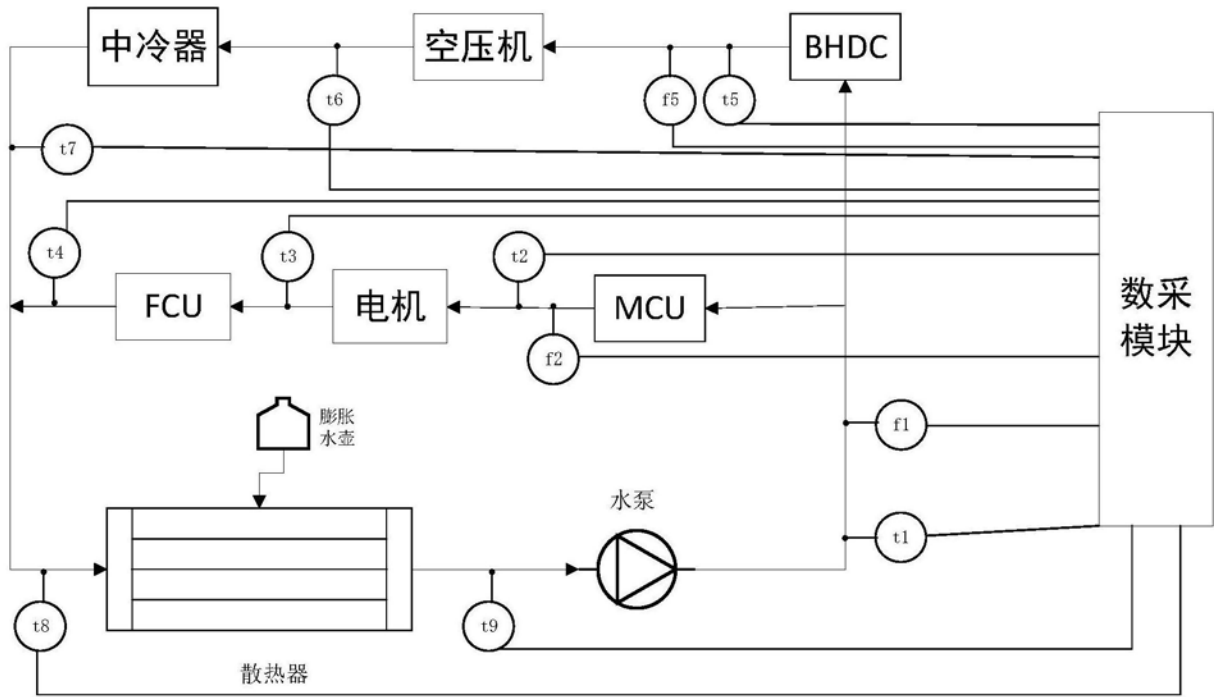 中冷器
空压机
BHDC
t6
f5
t5
t7
t4
t3
t2
FCU
电机
MCU
数采
模块
f2
膨胀
水壶
f1
水泵
t1
t8
t9
散热器